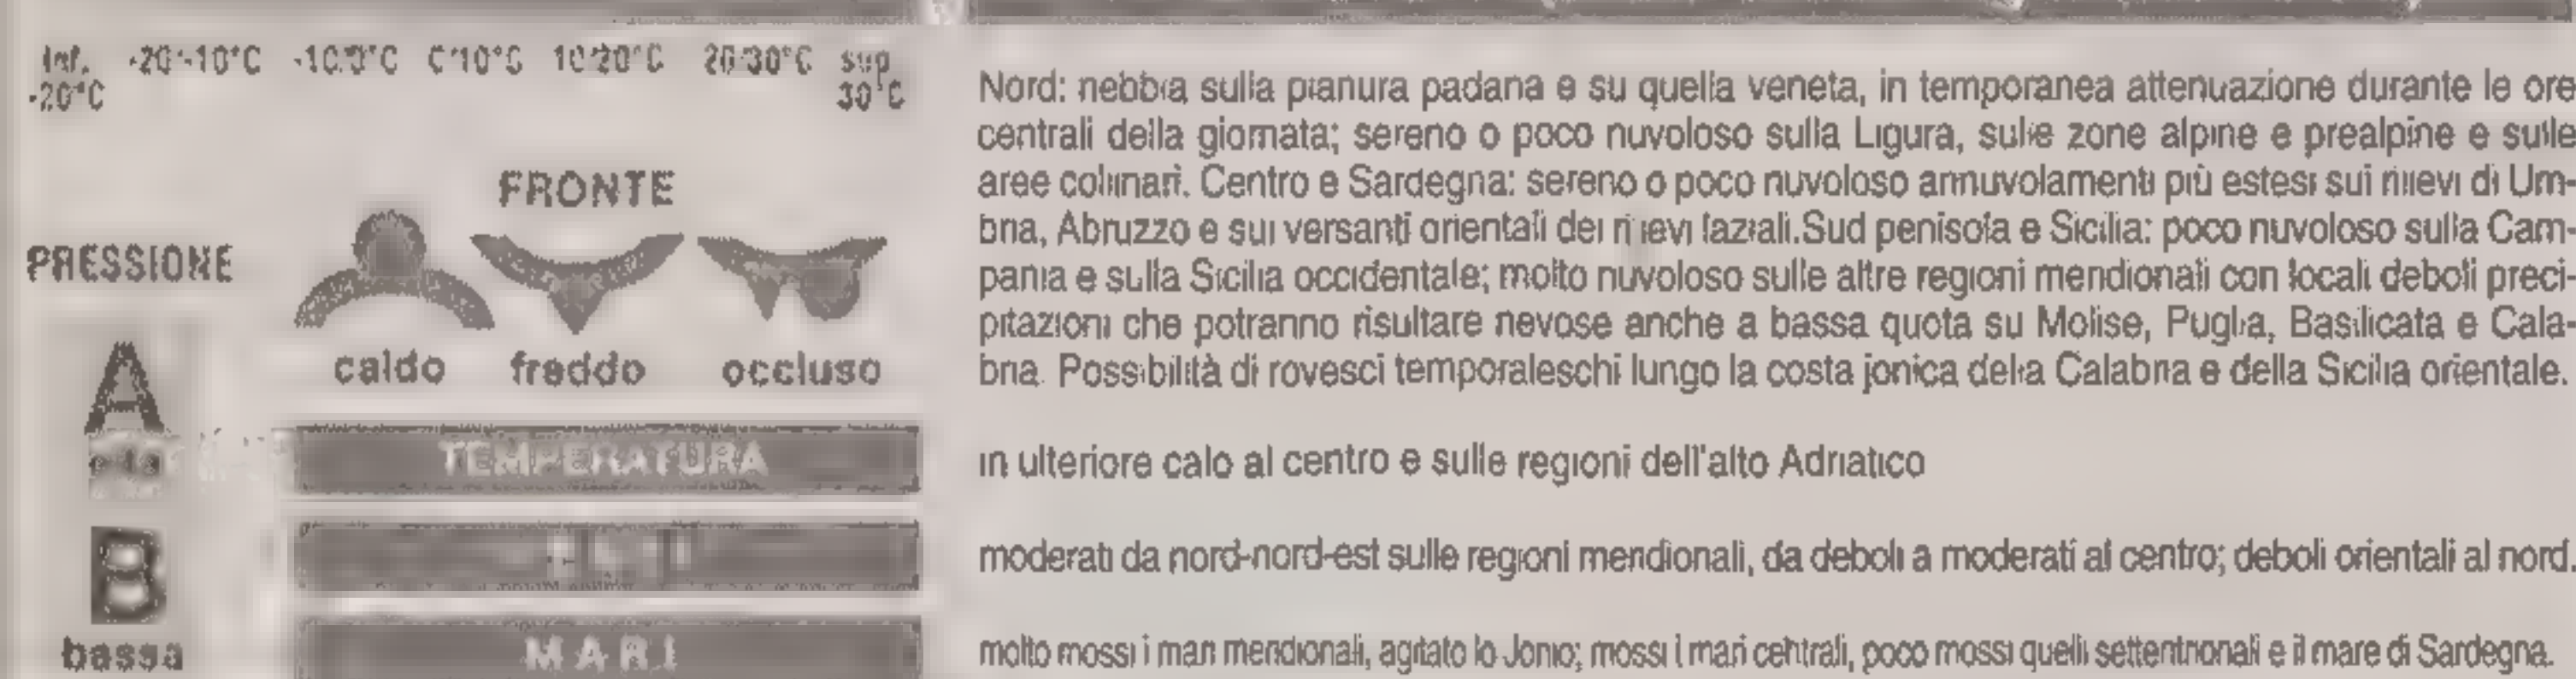 inf. -20°-10°C -10°0°C 0°10°C 10°20°C 20°30°C sup.
-20°C 30°C
FRONTE
PRESSIONE
caldo freddo occluso
A
B
bassa
TEMPERATURA
MARI
Nord: nebbia sulla pianura padana e su quella veneta, in temporanea attenuazione durante le ore
centrali della giornata; sereno o poco nuvoloso sulla Ligura, sulle zone alpine e prealpine e sulle
aree collinari. Centro e Sardegna: sereno o poco nuvoloso annuvolamenti più estesi sui rilievi di Um-
bria, Abruzzo e sui versanti orientali dei rilievi laziali.Sud penisola e Sicilia: poco nuvoloso sulla Cam-
pania e sulla Sicilia occidentale; molto nuvoloso sulle altre regioni meridionali con locali deboli preci-
pitazioni che potranno risultare nevose anche a bassa quota su Molise, Puglia, Basilicata e Cala-
bria. Possibilità di rovesci temporaleschi lungo la costa jonica della Calabria e della Sicilia orientale.
in ulteriore calo al centro e sulle regioni dell'alto Adriatico
moderati da nord-nord-est sulle regioni meridionali, da deboli a moderati al centro; deboli orientali al nord.
molto mossi i mari meridionali, agitato lo Jonio; mossi i mari centrali, poco mossi quelli settentrionali e il mare di Sardegna.